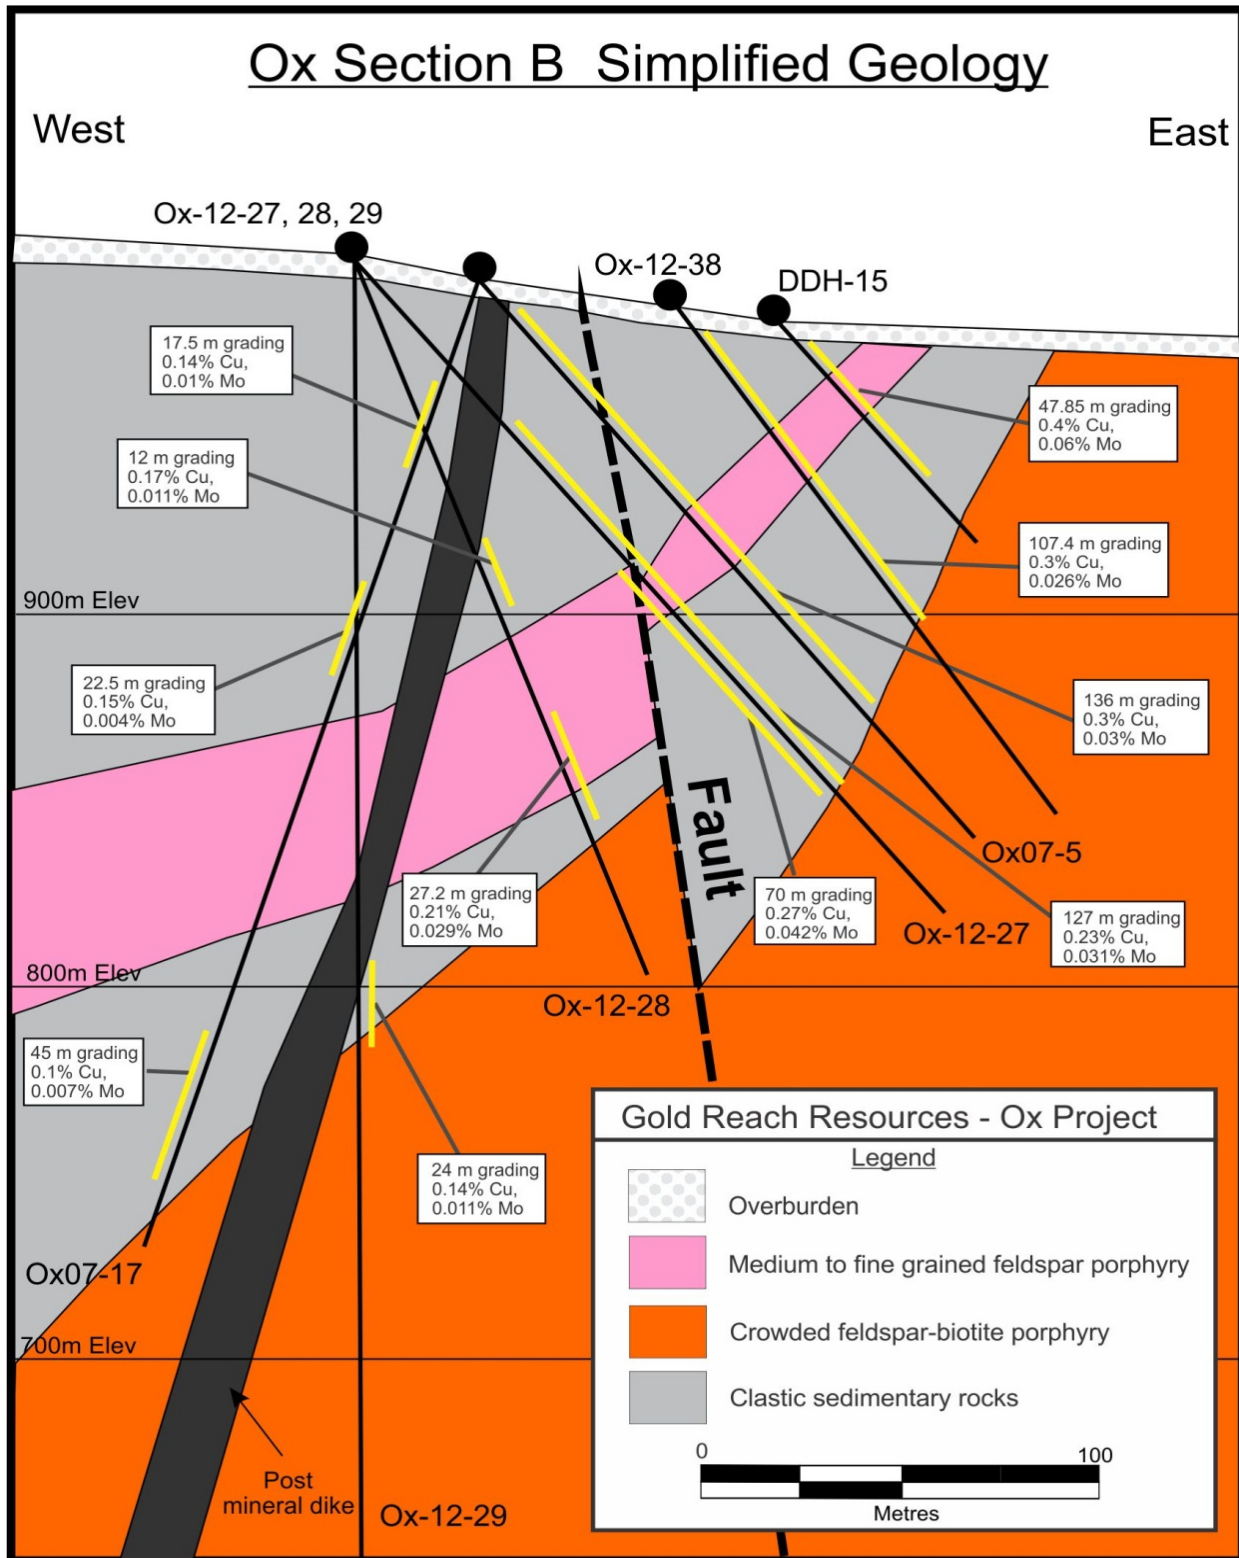 Ox Section B  Simplified Geology
West
East
Ox-12-27, 28, 29
Ox-12-38
DDH-15
17.5 m grading
0.14% Cu,
0.01% Mo
12 m grading
0.17% Cu,
0.011% Mo
47.85 m grading
0.4% Cu,
0.06% Mo
107.4 m grading
0.3% Cu,
0.026% Mo
900m Elev
22.5 m grading
0.15% Cu,
0.004% Mo
136 m grading
0.3% Cu,
0.03% Mo
Fault
Ox07-5
27.2 m grading
0.21% Cu,
0.029% Mo
70 m grading
0.27% Cu,
0.042% Mo
Ox-12-27
127 m grading
0.23% Cu,
0.031% Mo
800m Elev
Ox-12-28
45 m grading
0.1% Cu,
0.007% Mo
24 m grading
0.14% Cu,
0.011% Mo
Ox07-17
700m Elev
Post
mineral dike
Ox-12-29
Gold Reach Resources - Ox Project
Legend
Overburden
Medium to fine grained feldspar porphyry
Crowded feldspar-biotite porphyry
Clastic sedimentary rocks
0 100
Metres